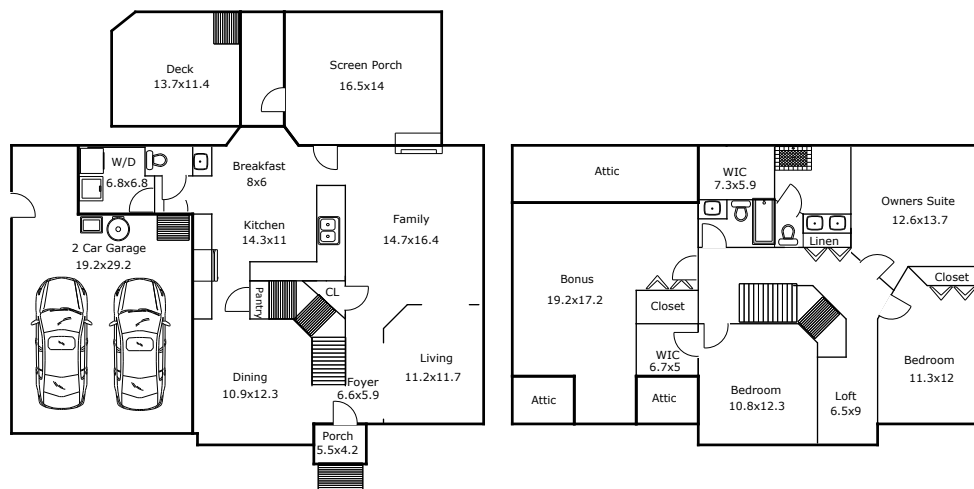 Deck
13.7x11.4
Screen Porch
16.5x14
W/D
6.8x6.8
Breakfast
8x6
Kitchen
14.3x11
Family
14.7x16.4
2 Car Garage
19.2x29.2
Pantry
CL
Dining
10.9x12.3
Foyer
6.6x5.9
Living
11.2x11.7
Porch
5.5x4.2
Attic
WIC
7.3x5.9
Owners Suite
12.6x13.7
Linen
Bonus
19.2x17.2
Closet
Closet
WIC
6.7x5
Bedroom
11.3x12
Attic
Attic
Bedroom
10.8x12.3
Loft
6.5x9